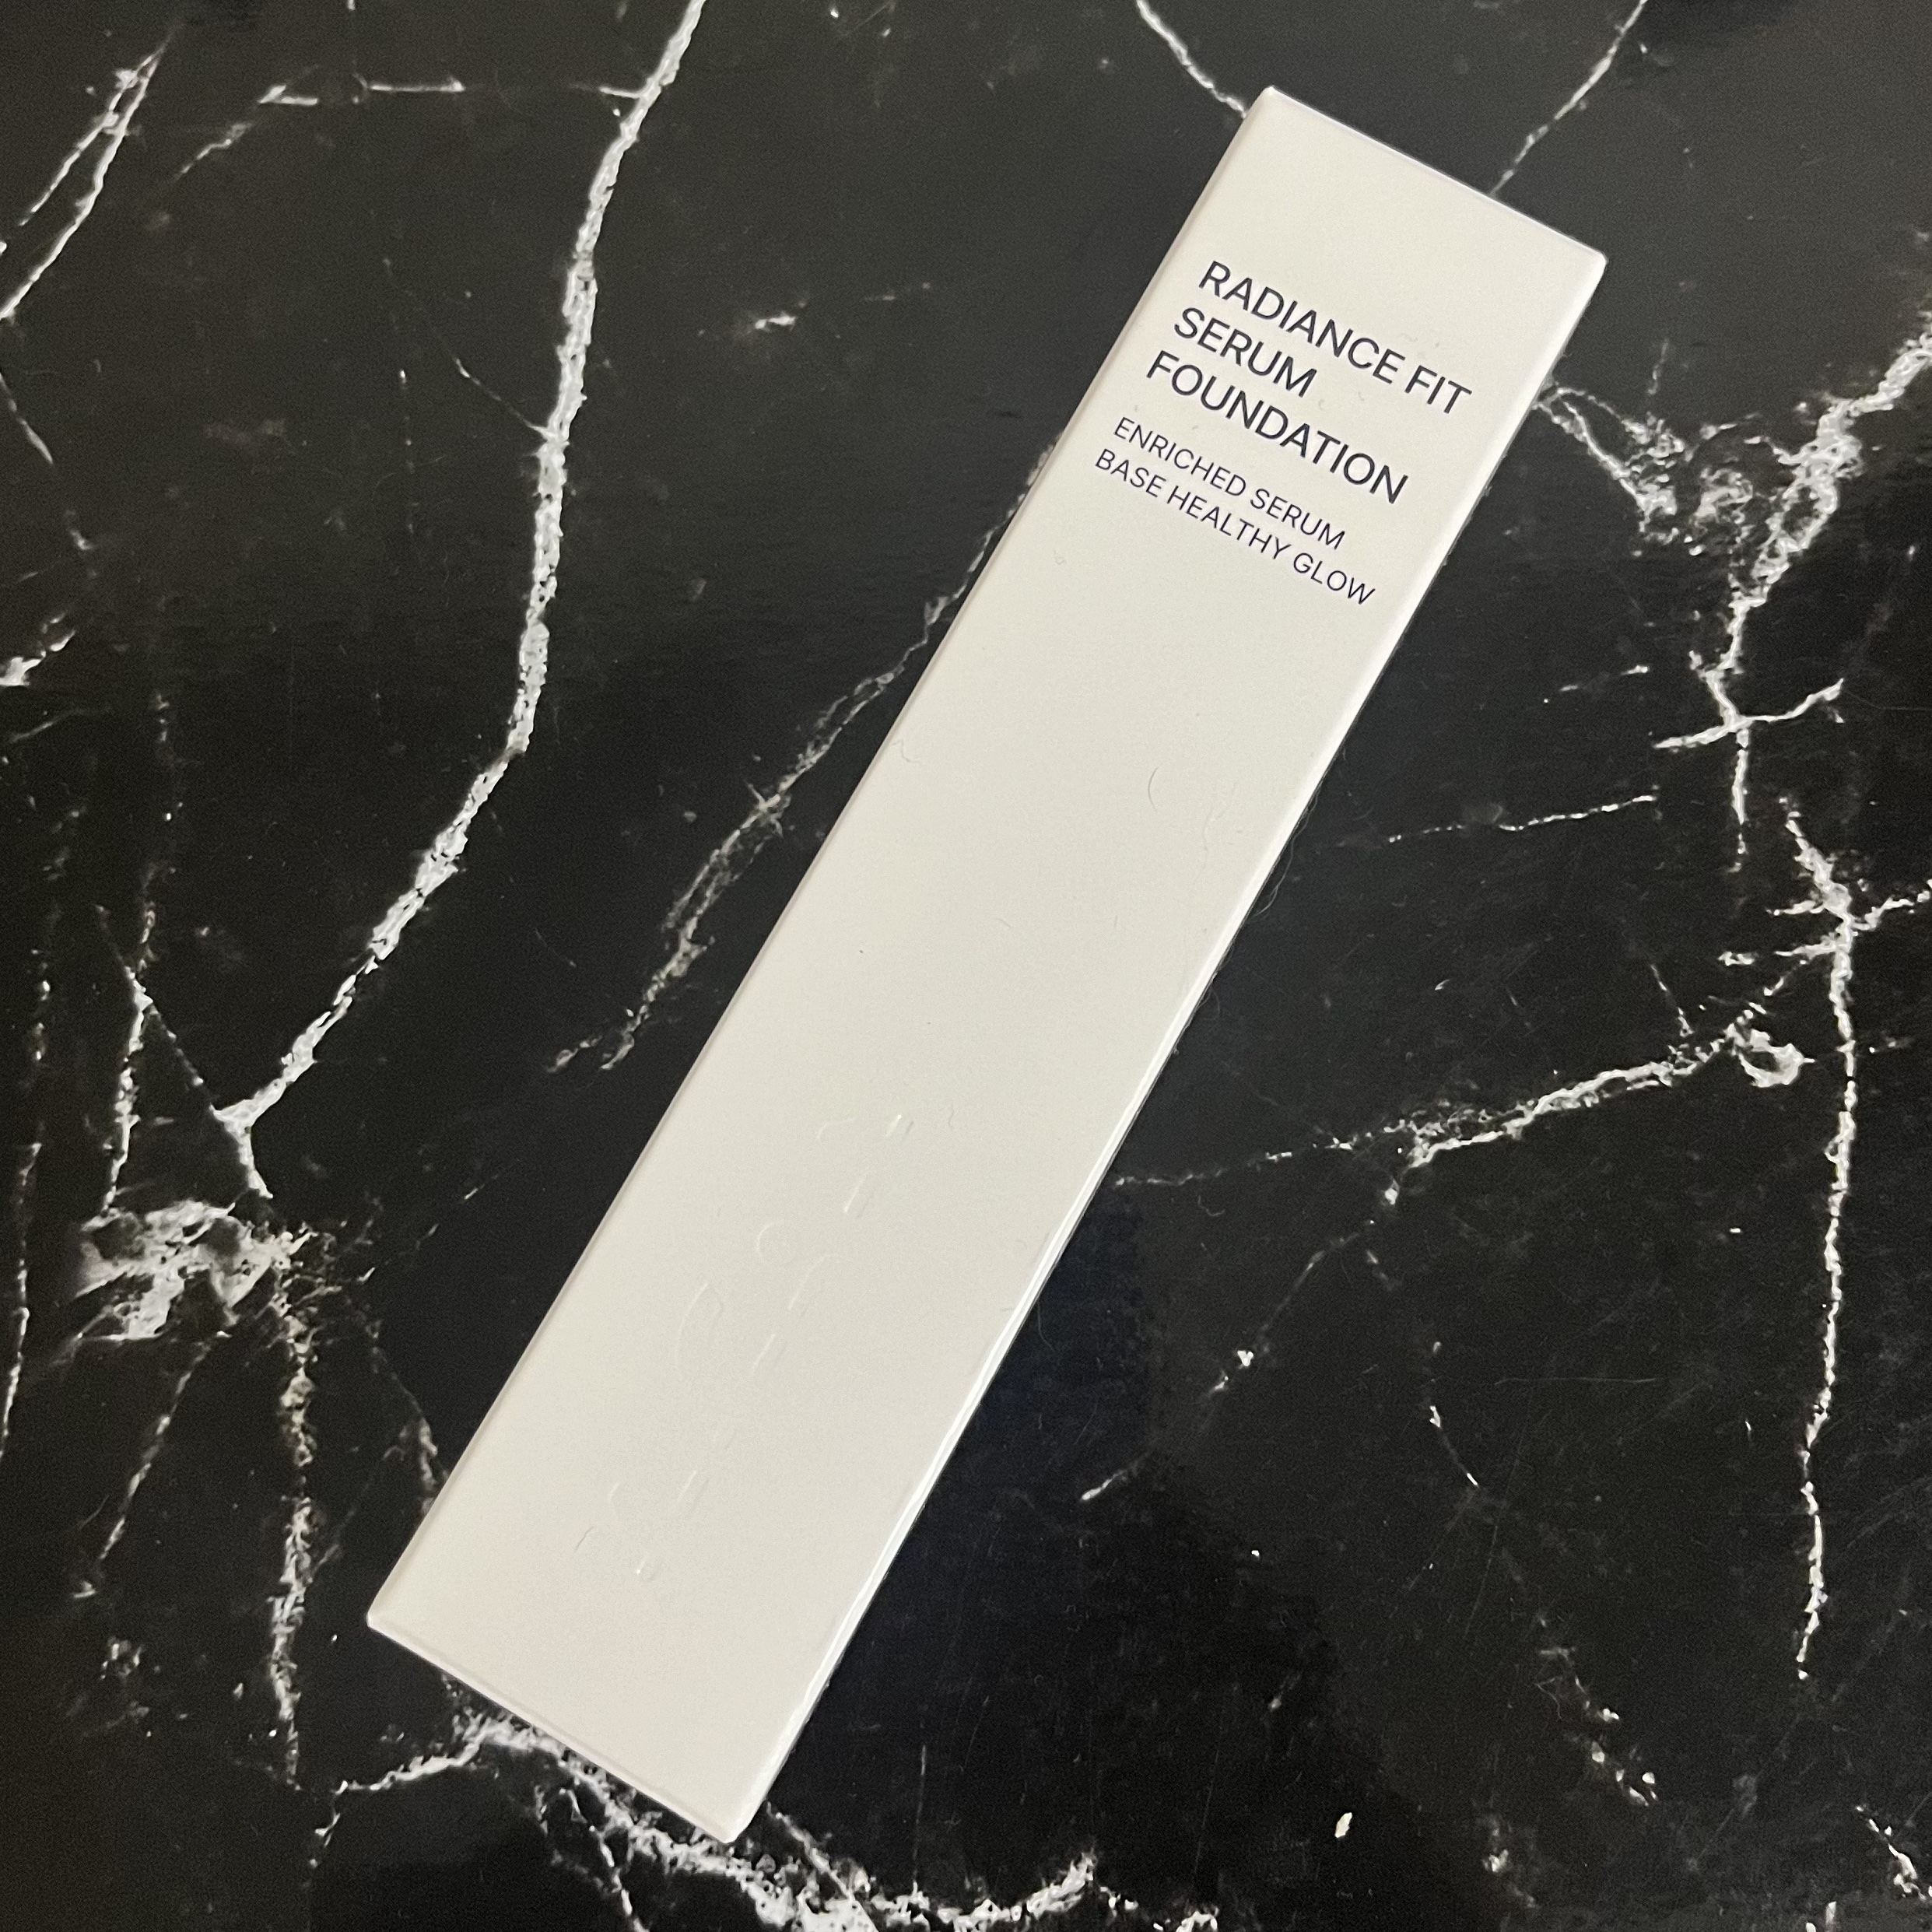 RADIANCE FIT
SERUM
FOUNDATION
ENRICHED SERUM
BASE HEALTHY GLOW